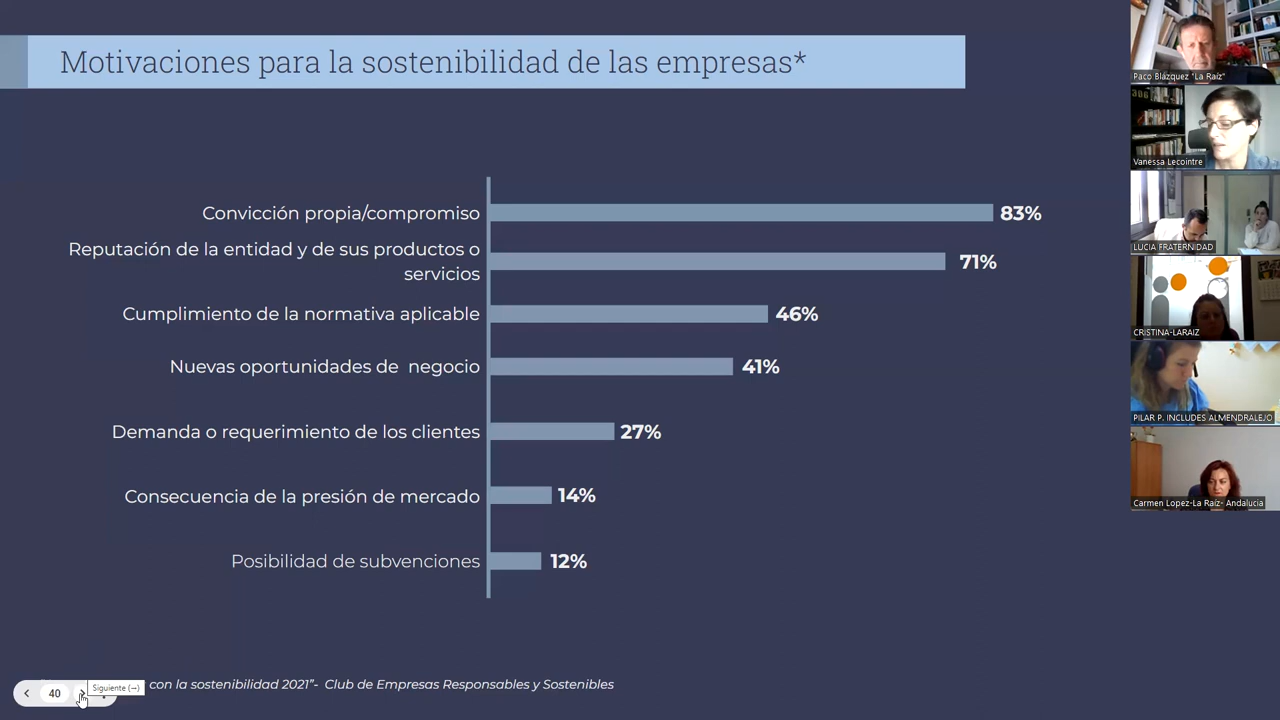 Motivaciones para la sostenibilidad de las empresas*
Convicción propia/compromiso
83%
Reputación de la entidad y de sus productos o
servicios
71%
Cumplimiento de la normativa aplicable
46%
Nuevas oportunidades de negocio
41%
Demanda o requerimiento de los clientes
27%
Consecuencia de la presión de mercado
14%
Posibilidad de subvenciones
12%
con la sostenibilidad 2021”- Club de Empresas Responsables y Sostenibles
40
Siguiente (→)
Paco Blázquez "La Raíz"
Vanessa Lecointre
LUCIA FRATERNIDAD
CRISTINA-LARAIZ
PILAR P. INCLUDES ALMENDRALEJO
Carmen Lopez-La Raíz- Andalucia